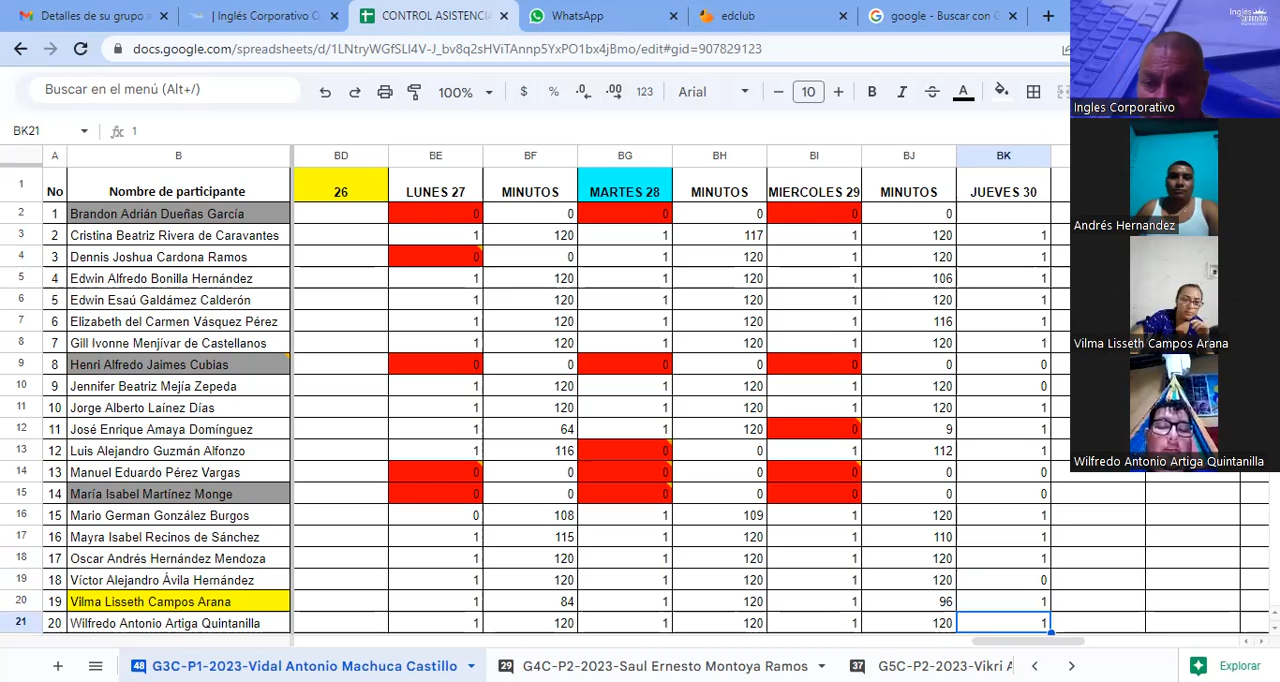 Detalles de su grupo a
Inglés Corporativo C
CONTROL ASISTENCIA
WhatsApp
edclub
google - Buscar con G
docs.google.com/spreadsheets/d/1LNtryWGfSLI4V-J_bv8q2sHViTAnnp5YxPO1bx4jBmo/edit#gid=907829123
Buscar en el menú (Alt+/) 100% $ % .0 .00 123 Arial 10 B I A
BK21 fx 1
A B BD BE BF BG BH BI BJ BK
1 No Nombre de participante 26 LUNES 27 MINUTOS MARTES 28 MINUTOS MIERCOLES 29 MINUTOS JUEVES 30
2 1 Brandon Adrián Dueñas García 0 0 0 0 0 0
3 2 Cristina Beatriz Rivera de Caravantes 1 120 1 117 1 120 1
4 3 Dennis Joshua Cardona Ramos 0 0 1 120 1 120 1
5 4 Edwin Alfredo Bonilla Hernández 1 120 1 120 1 106 1
6 5 Edwin Esaú Galdámez Calderón 1 120 1 120 1 120 1
7 6 Elizabeth del Carmen Vásquez Pérez 1 120 1 120 1 116 1
8 7 Gill Ivonne Menjívar de Castellanos 1 120 1 120 1 120 1
9 8 Henri Alfredo Jaimes Cubias 0 0 0 0 0 0 0
10 9 Jennifer Beatriz Mejía Zepeda 1 120 1 120 1 120 1
11 10 Jorge Alberto Laínez Días 1 120 1 120 1 120 1
12 11 José Enrique Amaya Domínguez 1 64 1 120 0 9 1
13 12 Luis Alejandro Guzmán Alfonzo 1 116 0 0 1 112 1
14 13 Manuel Eduardo Pérez Vargas 0 0 0 0 0 0 0
15 14 María Isabel Martínez Monge 0 0 0 0 0 0 0
16 15 Mario German González Burgos 0 108 1 109 1 120 1
17 16 Mayra Isabel Recinos de Sánchez 1 115 1 120 1 110 1
18 17 Oscar Andrés Hernández Mendoza 1 120 1 120 1 120 1
19 18 Víctor Alejandro Ávila Hernández 1 120 1 120 1 120 0
20 19 Vilma Lisseth Campos Arana 1 84 1 120 1 96 1
21 20 Wilfredo Antonio Artiga Quintanilla 1 120 1 120 1 120 1
48 G3C-P1-2023-Vidal Antonio Machuca Castillo
29 G4C-P2-2023-Saul Ernesto Montoya Ramos
37 G5C-P2-2023-Vikri A
Explorar
Inglés
Ingles Corporativo
Andrés Hernandez
Vilma Lisseth Campos Arana
Wilfredo Antonio Artiga Quintanilla